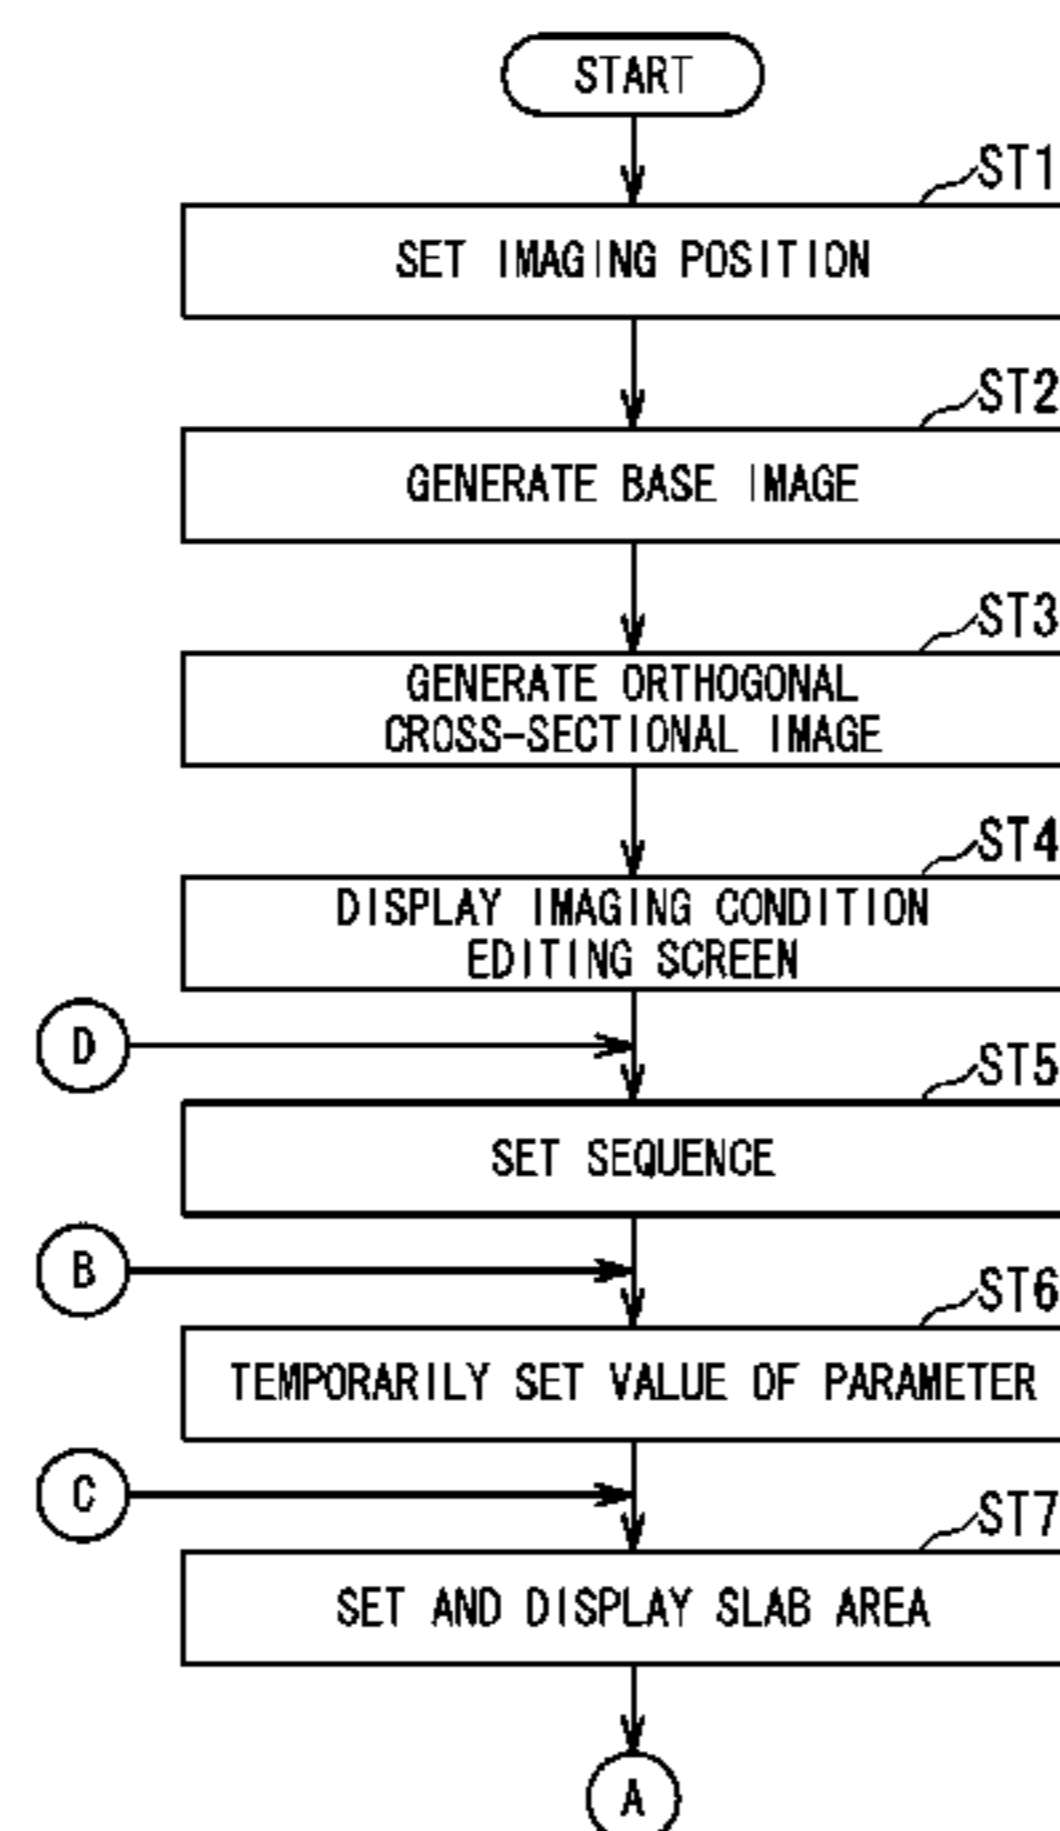 START
ST1
SET IMAGING POSITION
ST2
GENERATE BASE IMAGE
ST3
GENERATE ORTHOGONAL
CROSS-SECTIONAL IMAGE
ST4
DISPLAY IMAGING CONDITION
EDITING SCREEN
D
ST5
SET SEQUENCE
B
ST6
TEMPORARILY SET VALUE OF PARAMETER
C
ST7
SET AND DISPLAY SLAB AREA
A